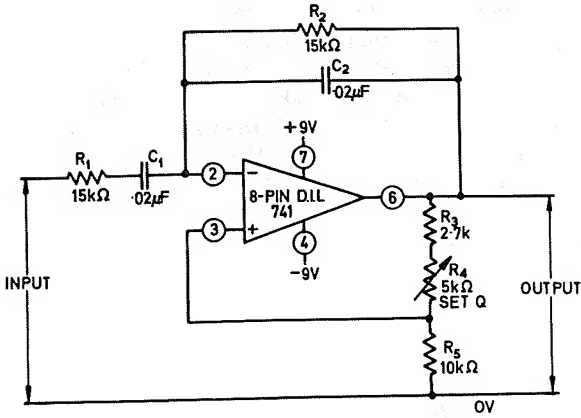 R2
15kΩ
C2
·02µF
+9V
7
R1
15kΩ
C1
·02µF
2
−
8-PIN D.I.L
741
6
3
+
4
−9V
R3
2·7k
R4
5kΩ
SET Q
R5
10kΩ
INPUT
OUTPUT
0V